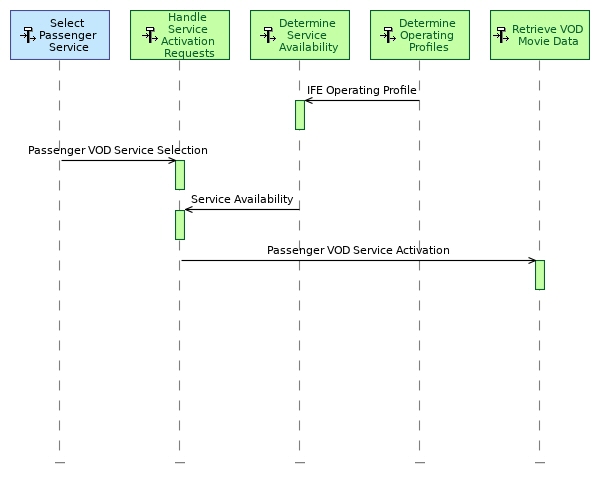 Select
Passenger
Service
Handle
Service
Activation
Requests
Determine
Service
Availability
Determine
Operating
Profiles
Retrieve VOD
Movie Data
IFE Operating Profile
Passenger VOD Service Selection
Service Availability
Passenger VOD Service Activation